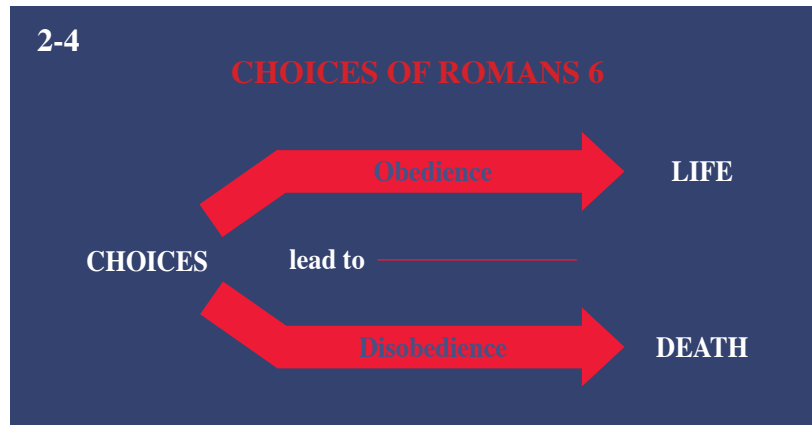 2-4
CHOICES OF ROMANS 6
Obedience
LIFE
CHOICES
lead to
Disobedience
DEATH